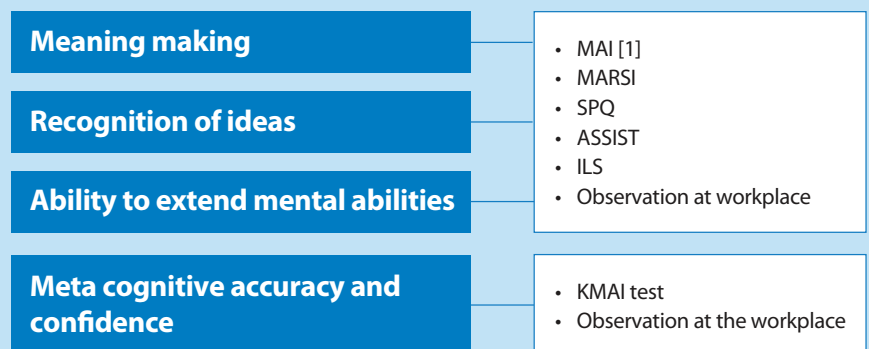 Meaning making
Recognition of ideas
Ability to extend mental abilities
• MAI [1]
• MARSI
• SPQ
• ASSIST
• ILS
• Observation at workplace
Meta cognitive accuracy and
confidence
• KMAI test
• Observation at the workplace